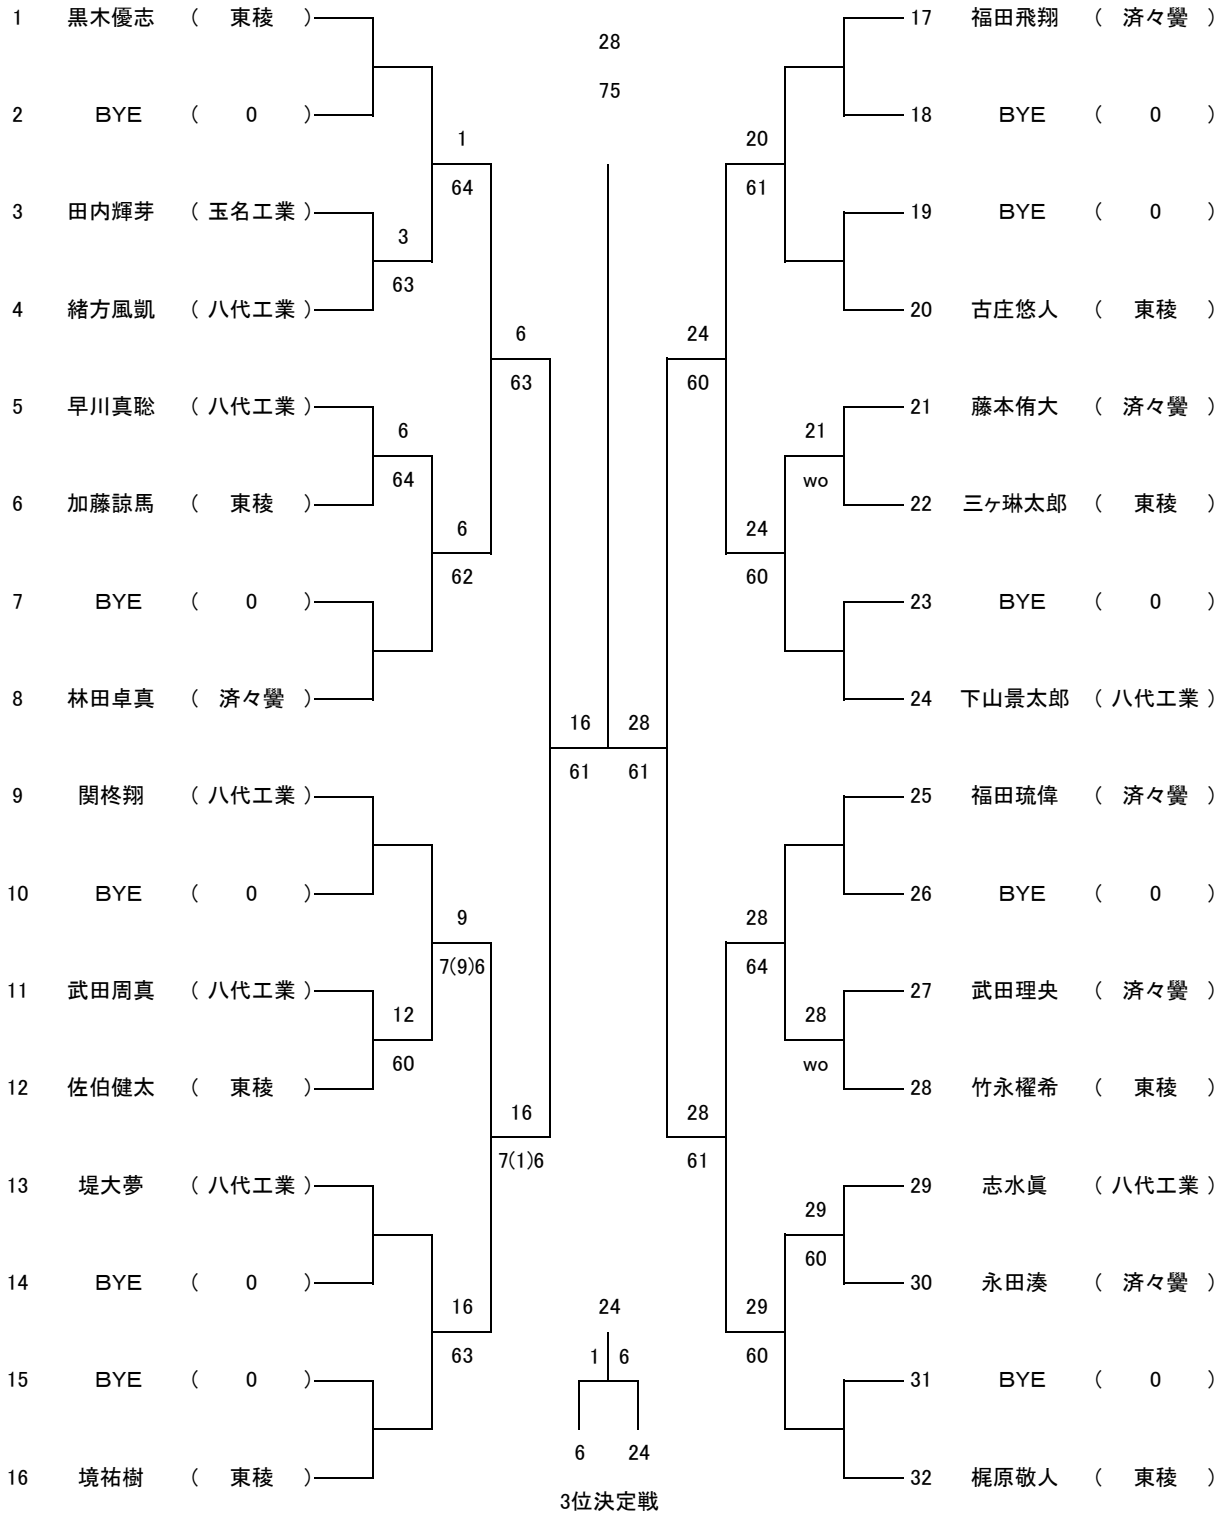 1 黒木優志 ( 東稜 )
2 BYE ( 0 )
3 田内輝芽 ( 玉名工業 )
4 緒方風凱 ( 八代工業 )
5 早川真聡 ( 八代工業 )
6 加藤諒馬 ( 東稜 )
7 BYE ( 0 )
8 林田卓真 ( 済々黌 )
9 関柊翔 ( 八代工業 )
10 BYE ( 0 )
11 武田周真 ( 八代工業 )
12 佐伯健太 ( 東稜 )
13 堤大夢 ( 八代工業 )
14 BYE ( 0 )
15 BYE ( 0 )
16 境祐樹 ( 東稜 )
3
63
6
64
12
60
1
64
6
62
9
7(9)6
16
63
6
63
16
7(1)6
16
61
28
75
28
61
24
60
28
61
20
61
24
60
28
64
29
60
21
wo
28
wo
29
60
17 福田飛翔 ( 済々黌 )
18 BYE ( 0 )
19 BYE ( 0 )
20 古庄悠人 ( 東稜 )
21 藤本侑大 ( 済々黌 )
22 三ヶ琳太郎 ( 東稜 )
23 BYE ( 0 )
24 下山景太郎 ( 八代工業 )
25 福田琉偉 ( 済々黌 )
26 BYE ( 0 )
27 武田理央 ( 済々黌 )
28 竹永櫂希 ( 東稜 )
29 志水眞 ( 八代工業 )
30 永田湊 ( 済々黌 )
31 BYE ( 0 )
32 梶原敬人 ( 東稜 )
24
1 6
6 24
3位決定戦